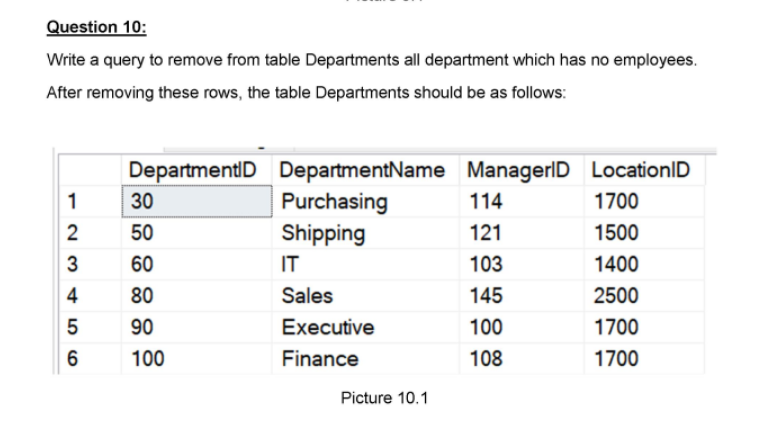 Question 10:
Write a query to remove from table Departments all department which has no employees.
After removing these rows, the table Departments should be as follows:
DepartmentID DepartmentName ManagerID LocationID
1 30 Purchasing 114 1700
2 50 Shipping 121 1500
3 60 IT 103 1400
4 80 Sales 145 2500
5 90 Executive 100 1700
6 100 Finance 108 1700
Picture 10.1